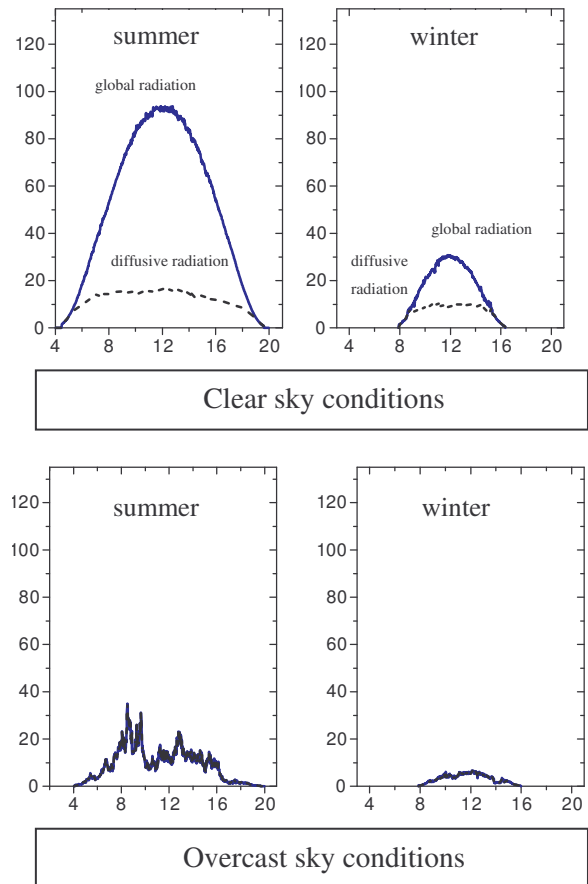 summer
winter
global radiation
diffusive radiation
global radiation
diffusive
radiation
120
100
80
60
40
20
0
4 8 12 16 20
120
100
80
60
40
20
0
4 8 12 16 20
Clear sky conditions
summer
winter
120
100
80
60
40
20
0
4 8 12 16 20
120
100
80
60
40
20
0
4 8 12 16 20
Overcast sky conditions